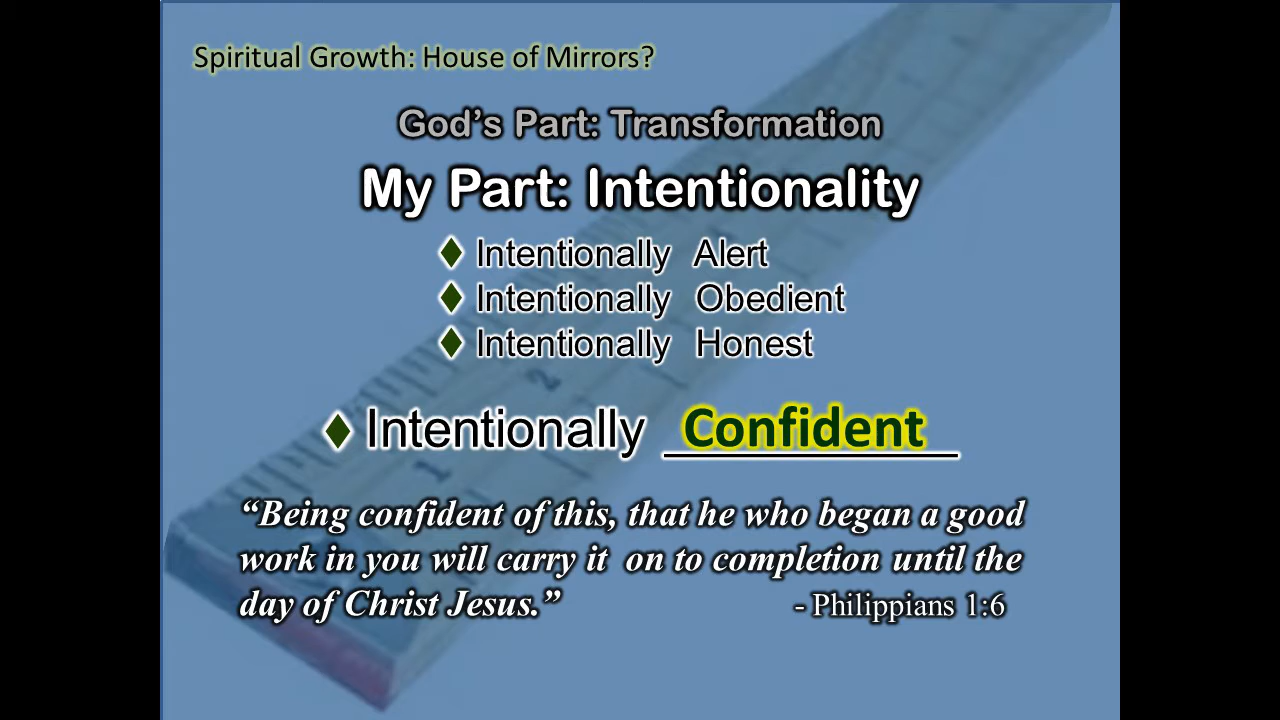 Spiritual Growth: House of Mirrors?
God's Part: Transformation
My Part: Intentionality
♦ Intentionally Alert
♦ Intentionally Obedient
♦ Intentionally Honest
♦ Intentionally Confident
“Being confident of this, that he who began a good
work in you will carry it on to completion until the
day of Christ Jesus.” - Philippians 1:6
1
2